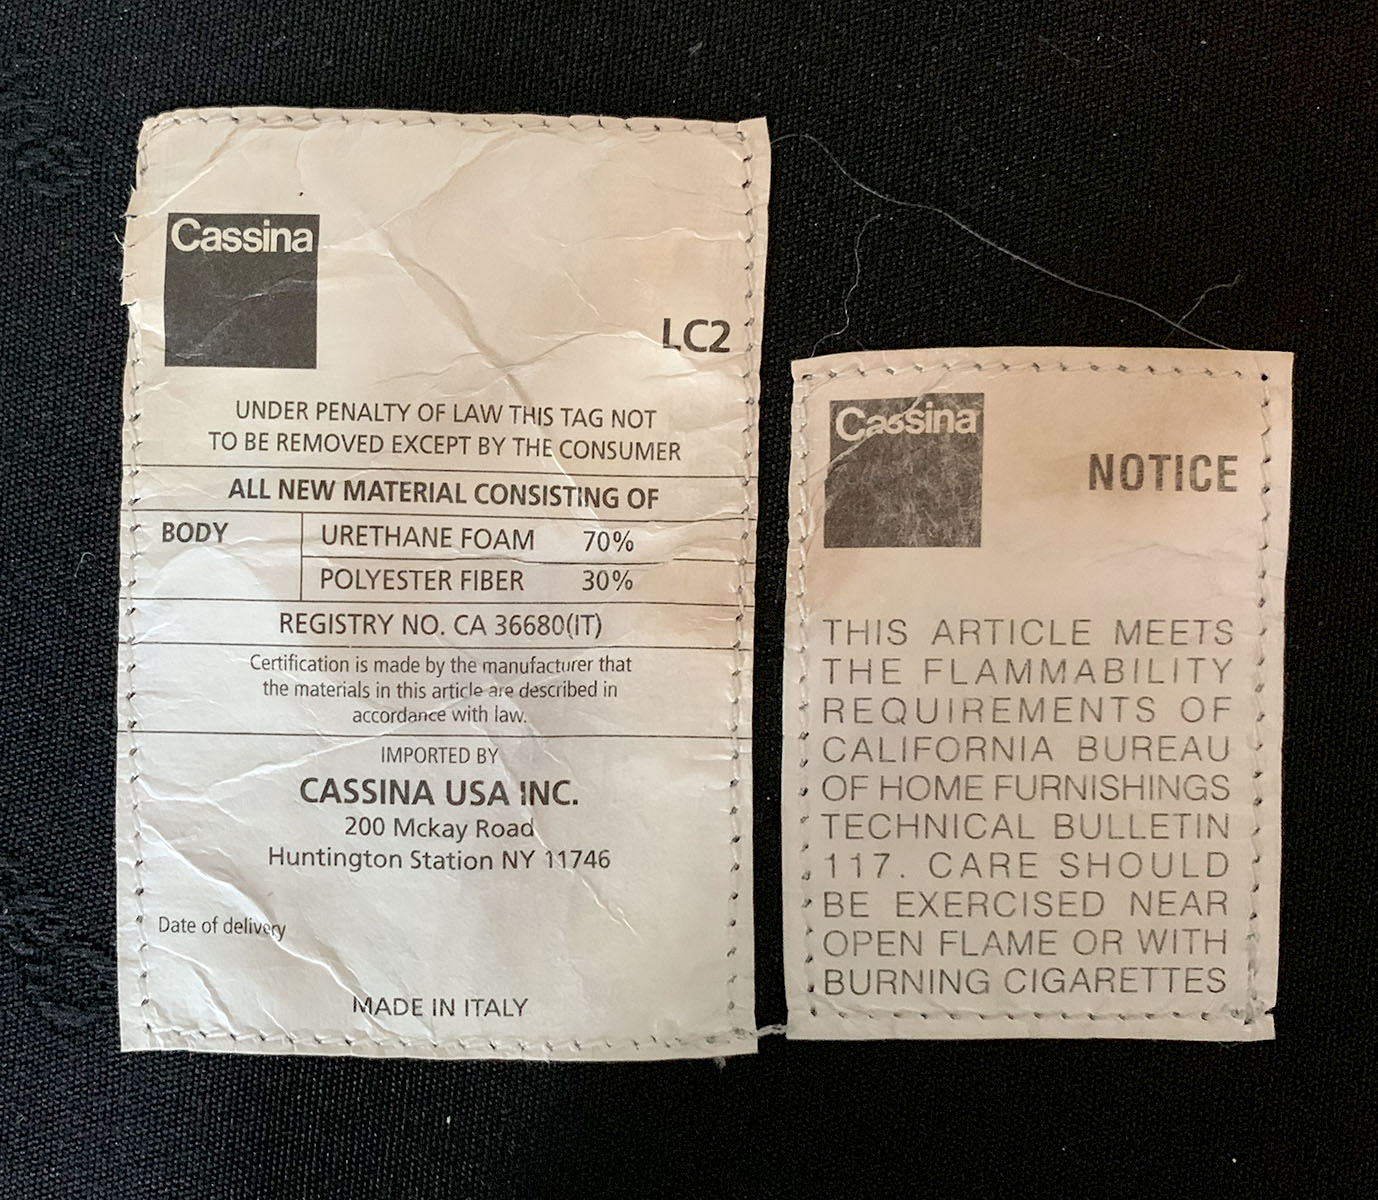 Cassina
LC2
UNDER PENALTY OF LAW THIS TAG NOT
TO BE REMOVED EXCEPT BY THE CONSUMER
ALL NEW MATERIAL CONSISTING OF
BODY URETHANE FOAM 70%
POLYESTER FIBER 30%
REGISTRY NO. CA 36680(IT)
Certification is made by the manufacturer that
the materials in this article are described in
accordance with law.
IMPORTED BY
CASSINA USA INC.
200 Mckay Road
Huntington Station NY 11746
Date of delivery
MADE IN ITALY
Cassina
NOTICE
THIS ARTICLE MEETS
THE FLAMMABILITY
REQUIREMENTS OF
CALIFORNIA BUREAU
OF HOME FURNISHINGS
TECHNICAL BULLETIN
117. CARE SHOULD
BE EXERCISED NEAR
OPEN FLAME OR WITH
BURNING CIGARETTES